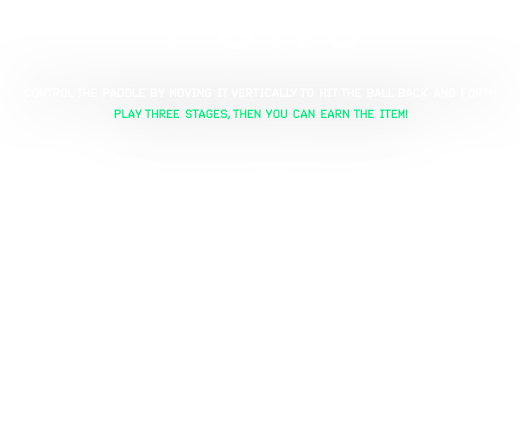 CONTROL THE PADDLE BY MOVING IT VERTICALLY TO HIT THE BALL BACK AND FORTH
PLAY THREE STAGES, THEN YOU CAN EARN THE ITEM!